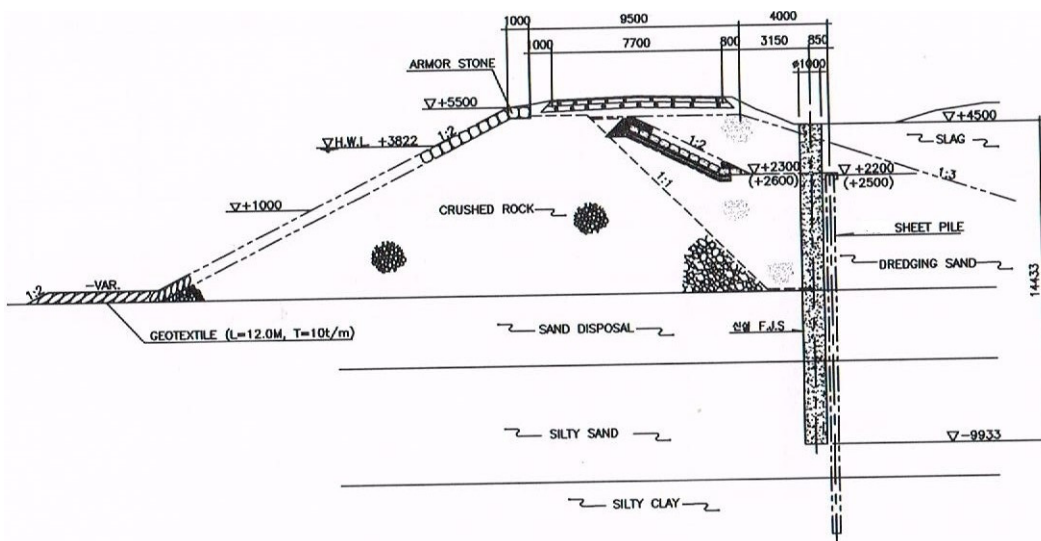 1000
9500
4000
1000
7700
800
3150
850
ø1000
ARMOR STONE
▽+5500
▽+4500
SLAG
▽H.W.L +3822
1:2
1:2
▽+2300
(+2600)
▽+2200
(+2500)
1:3
1:1
▽+1000
CRUSHED ROCK
SHEET PILE
DREDGING SAND
14433
1:2
-VAR.
GEOTEXTILE (L=12.0M, T=10t/m)
SAND DISPOSAL
신설 F.J.S
SILTY SAND
▽-9933
SILTY CLAY